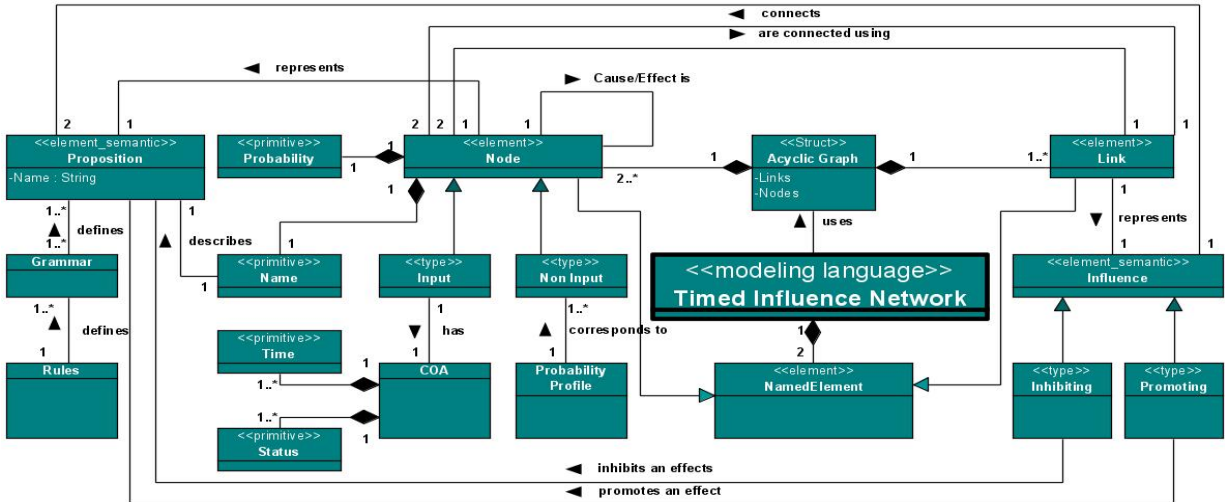 ◄ connects
► are connected using
◄ represents
► Cause/Effect is
2
1
2
2
1
1
1
1
<<element_semantic>>
Proposition
-Name : String
<<primitive>>
Probability
1
1
<<element>>
Node
1
2..*
1
<<Struct>>
Acyclic Graph
-Links
-Nodes
1
1..*
<<element>>
Link
1..*
▲ defines
1..*
1
▲ describes
1
1
▲ uses
1
▼ represents
1
1
Grammar
<<primitive>>
Name
1
<<type>>
Input
<<type>>
Non Input
<<modeling language>>
Timed Influence Network
<<element_semantic>>
Influence
1..*
▲ defines
1
1
▼ has
1
1..*
▲ corresponds to
1
1
2
<<primitive>>
Time
1..*
1
Rules
COA
Probability
Profile
<<element>>
NamedElement
<<type>>
Inhibiting
<<type>>
Promoting
1..*
1
<<primitive>>
Status
◄ inhibits an effects
◄ promotes an effect